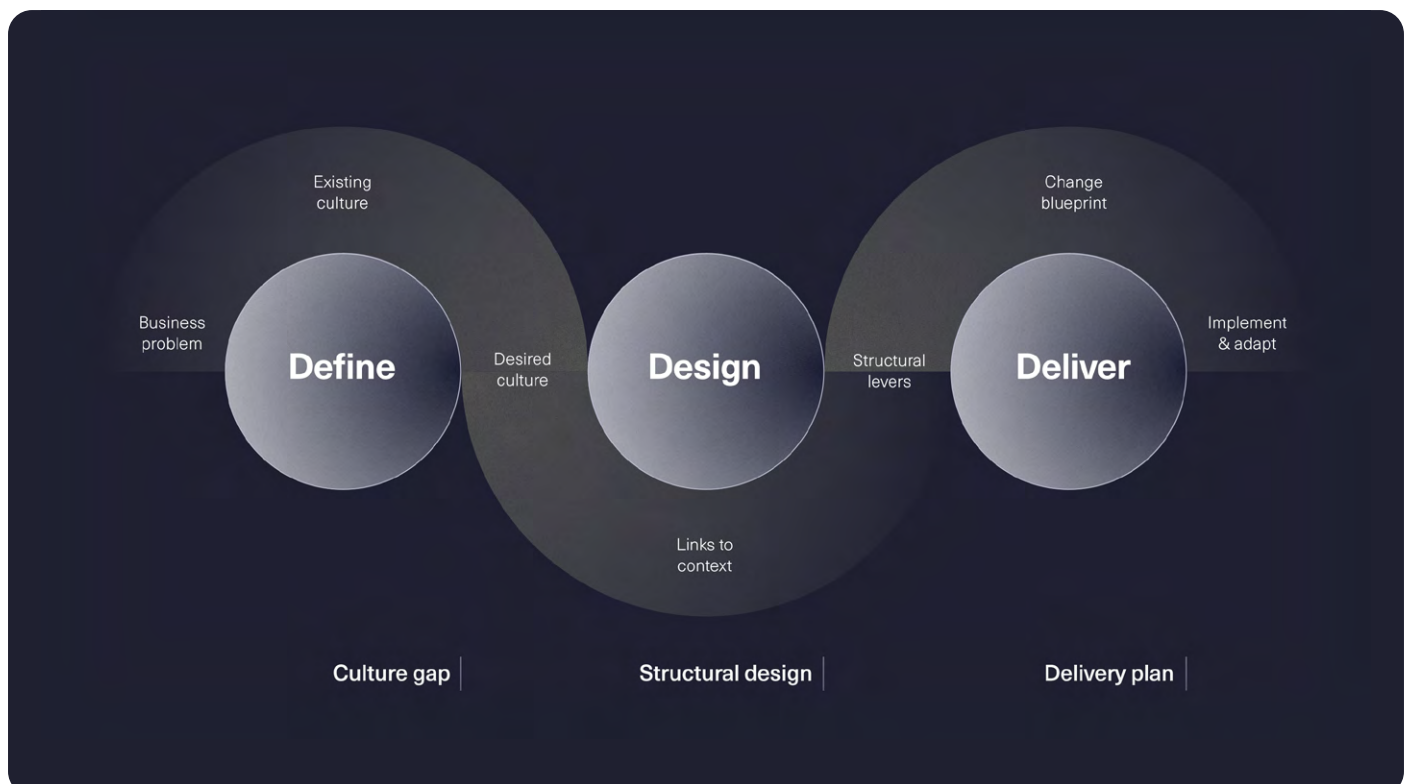 Existing
culture
Change
blueprint
Business
problem
Define
Desired
culture
Design
Structural
levers
Deliver
Implement
& adapt
Links to
context
Culture gap
Structural design
Delivery plan